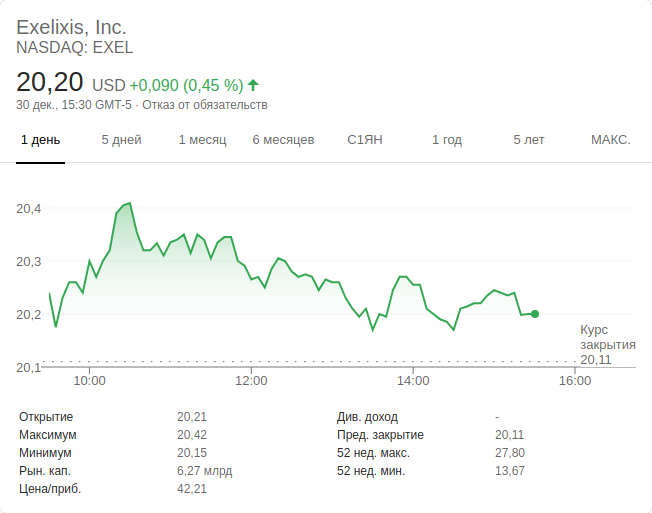 Exelixis, Inc.
NASDAQ: EXEL
20,20 USD +0,090 (0,45 %)
30 дек., 15:30 GMT-5 · Отказ от обязательств
1 день 5 дней 1 месяц 6 месяцев С1ЯН 1 год 5 лет МАКС.
20,4
20,3
20,2
20,1
Курс
закрытия
20,11
10:00 12:00 14:00 16:00
Открытие 20,21 Див. доход -
Максимум 20,42 Пред. закрытие 20,11
Минимум 20,15 52 нед. макс. 27,80
Рын. кап. 6,27 млрд 52 нед. мин. 13,67
Цена/приб. 42,21